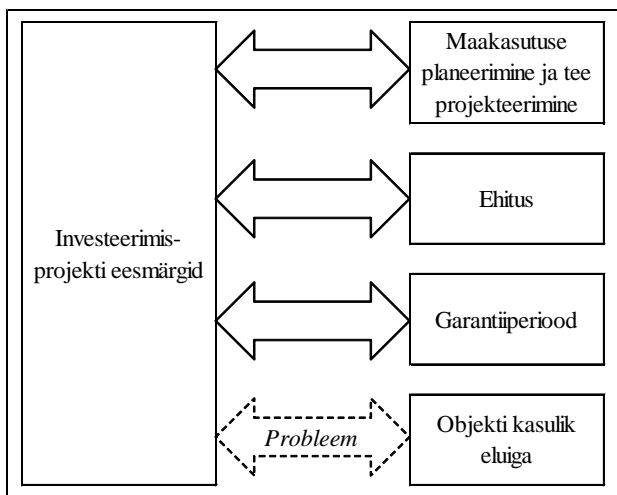 Investeerimis-
projekti eesmärgid
Maakasutuse
planeerimine ja tee
projekteerimine
Ehitus
Garantiiperiood
Probleem
Objekti kasulik
eluiga